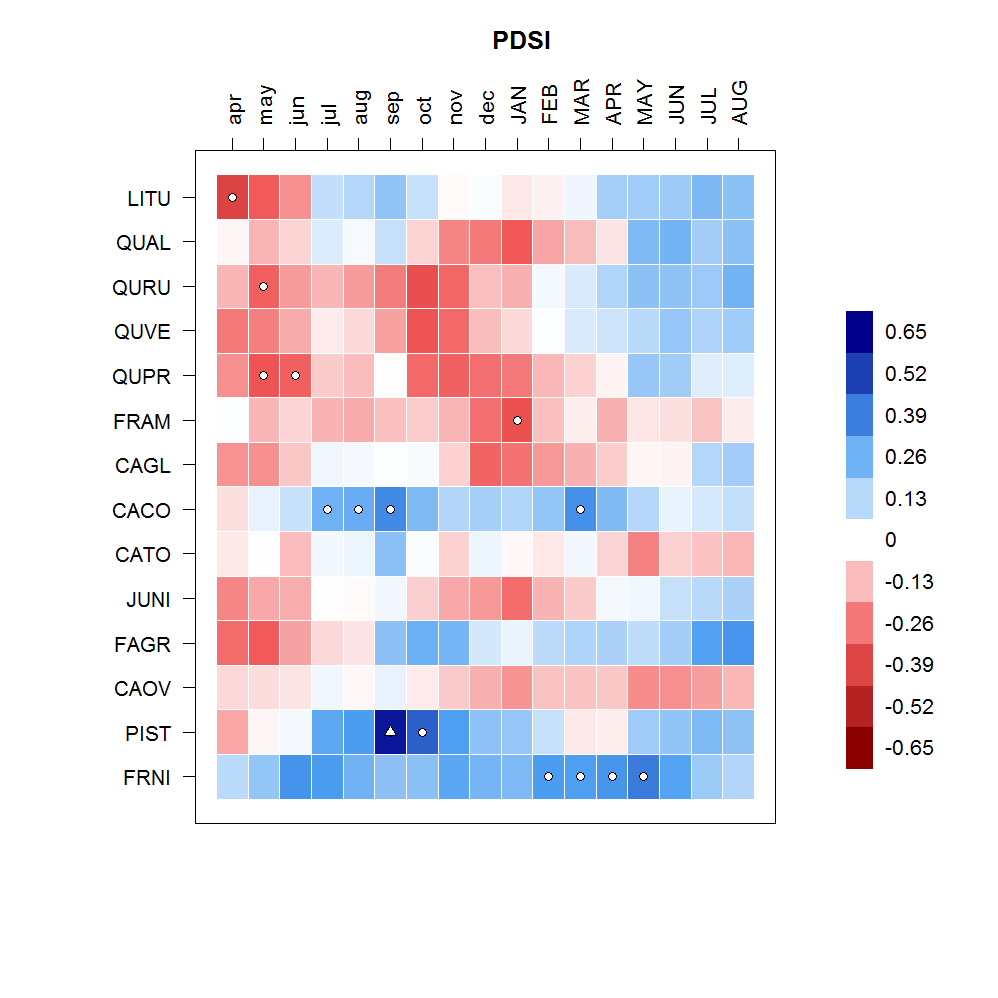 PDSI
apr may jun jul aug sep oct nov dec JAN FEB MAR APR MAY JUN JUL AUG
LITU
QUAL
QURU
QUVE
QUPR
FRAM
CAGL
CACO
CATO
JUNI
FAGR
CAOV
PIST
FRNI
0.65
0.52
0.39
0.26
0.13
0
-0.13
-0.26
-0.39
-0.52
-0.65